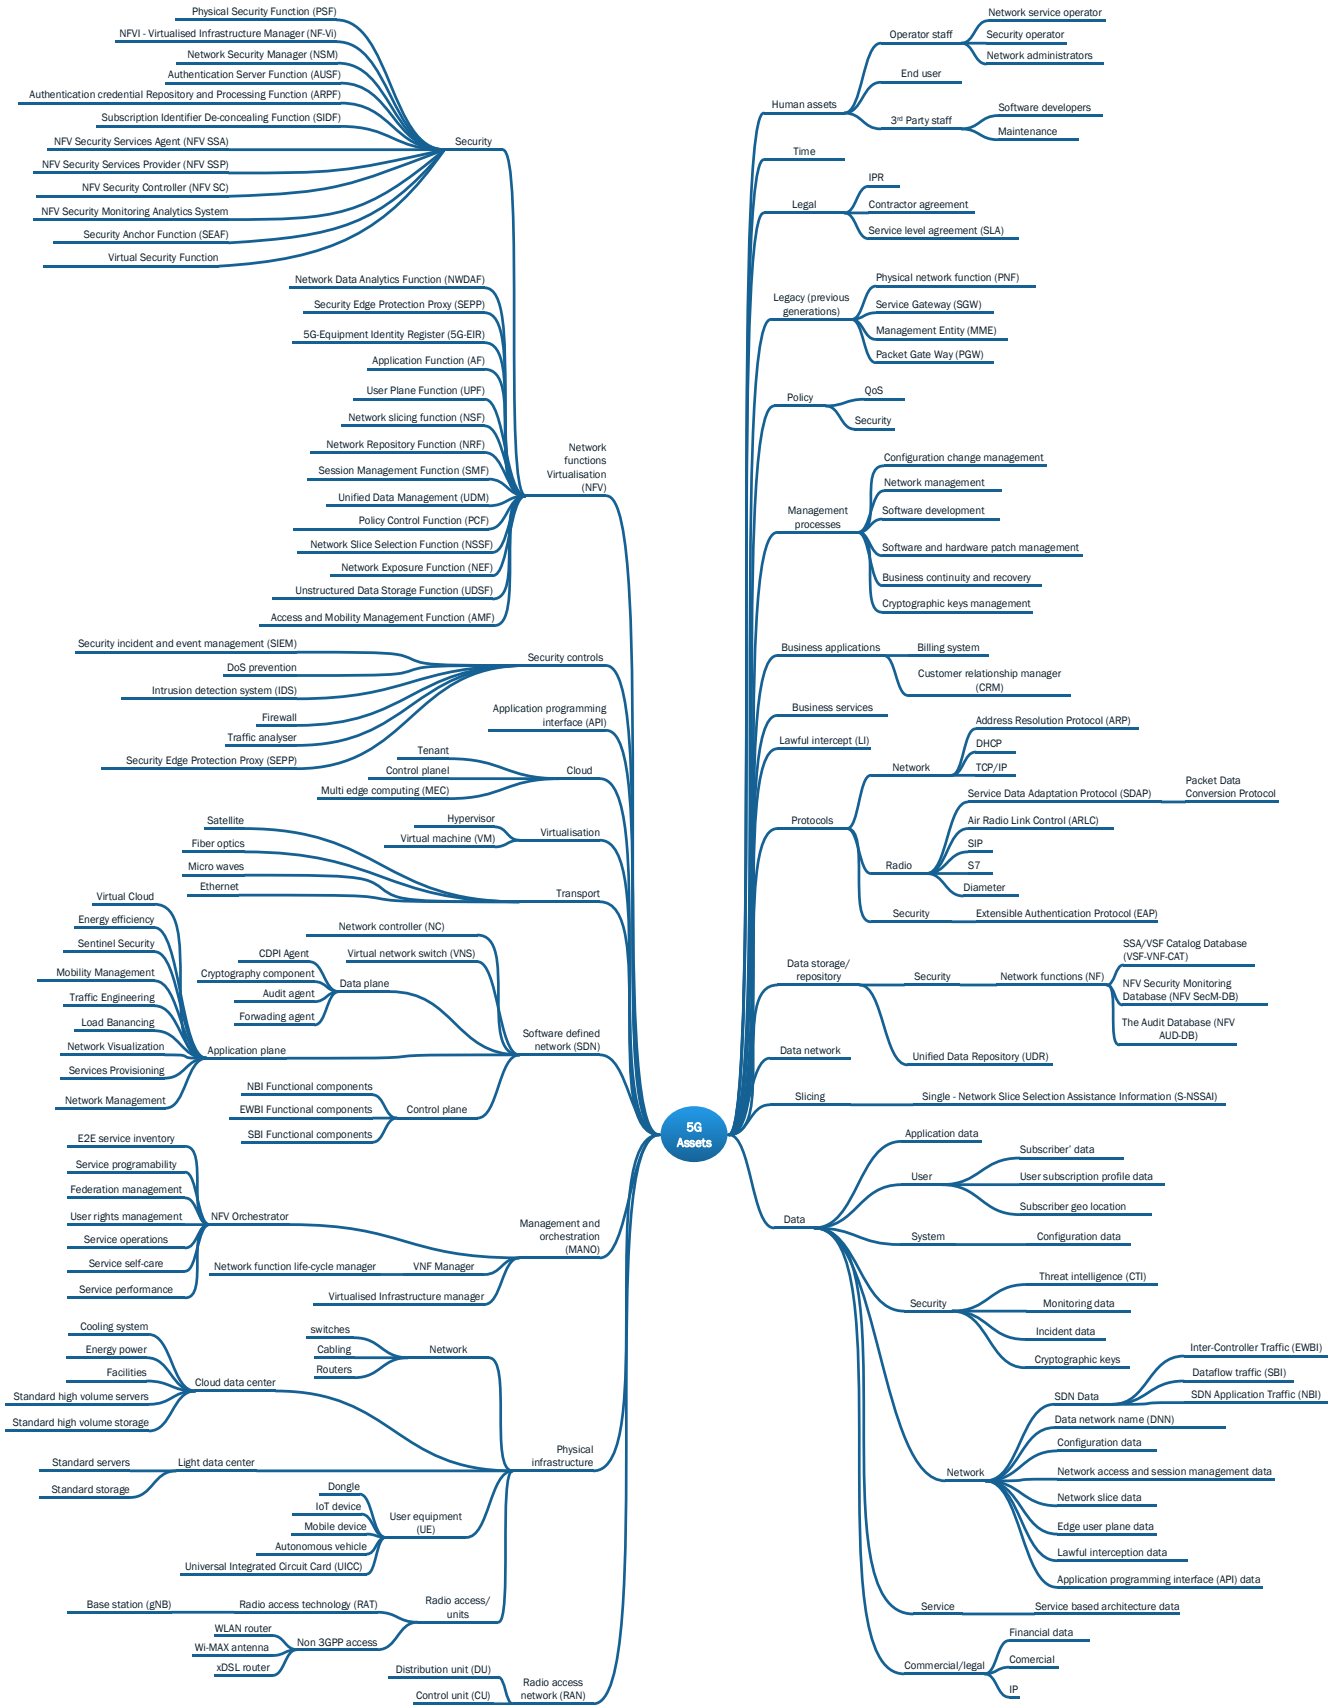 Physical Security Function (PSF)
NFVI - Virtualised Infrastructure Manager (NF-Vi)
Network Security Manager (NSM)
Authentication Server Function (AUSF)
Authentication credential Repository and Processing Function (ARPF)
Subscription Identifier De-concealing Function (SIDF)
NFV Security Services Agent (NFV SSA)
NFV Security Services Provider (NFV SSP)
NFV Security Controller (NFV SC)
NFV Security Monitoring Analytics System
Security Anchor Function (SEAF)
Virtual Security Function
Security
Network Data Analytics Function (NWDAF)
Security Edge Protection Proxy (SEPP)
5G-Equipment Identity Register (5G-EIR)
Application Function (AF)
User Plane Function (UPF)
Network slicing function (NSF)
Network Repository Function (NRF)
Session Management Function (SMF)
Unified Data Management (UDM)
Policy Control Function (PCF)
Network Slice Selection Function (NSSF)
Network Exposure Function (NEF)
Unstructured Data Storage Function (UDSF)
Access and Mobility Management Function (AMF)
Network
functions
Virtualisation
(NFV)
Security incident and event management (SIEM)
DoS prevention
Intrusion detection system (IDS)
Firewall
Traffic analyser
Security Edge Protection Proxy (SEPP)
Security controls
Application programming
interface (API)
Tenant
Control planel
Multi edge computing (MEC)
Cloud
Hypervisor
Virtual machine (VM)
Virtualisation
Satellite
Fiber optics
Micro waves
Ethernet
Transport
Network controller (NC)
Virtual network switch (VNS)
CDPI Agent
Cryptography component
Audit agent
Forwading agent
Data plane
Virtual Cloud
Energy efficiency
Sentinel Security
Mobility Management
Traffic Engineering
Load Banancing
Network Visualization
Services Provisioning
Network Management
Application plane
NBI Functional components
EWBI Functional components
SBI Functional components
Control plane
Software defined
network (SDN)
E2E service inventory
Service programability
Federation management
User rights management
Service operations
Service self-care
Service performance
NFV Orchestrator
Network function life-cycle manager
VNF Manager
Virtualised Infrastructure manager
Management and
orchestration
(MANO)
switches
Cabling
Routers
Network
Cooling system
Energy power
Facilities
Standard high volume servers
Standard high volume storage
Cloud data center
Standard servers
Standard storage
Light data center
Dongle
IoT device
Mobile device
Autonomous vehicle
Universal Integrated Circuit Card (UICC)
User equipment
(UE)
Base station (gNB)
Radio access technology (RAT)
WLAN router
Wi-MAX antenna
xDSL router
Non 3GPP access
Radio access/
units
Physical
infrastructure
Distribution unit (DU)
Control unit (CU)
Radio access
network (RAN)
5G
Assets
Human assets
Operator staff
Network service operator
Security operator
Network administrators
End user
3rd Party staff
Software developers
Maintenance
Time
Legal
IPR
Contractor agreement
Service level agreement (SLA)
Legacy (previous
generations)
Physical network function (PNF)
Service Gateway (SGW)
Management Entity (MME)
Packet Gate Way (PGW)
Policy
QoS
Security
Management
processes
Configuration change management
Network management
Software development
Software and hardware patch management
Business continuity and recovery
Cryptographic keys management
Business applications
Billing system
Customer relationship manager
(CRM)
Business services
Lawful intercept (LI)
Protocols
Network
Address Resolution Protocol (ARP)
DHCP
TCP/IP
Radio
Service Data Adaptation Protocol (SDAP)
Packet Data
Conversion Protocol
Air Radio Link Control (ARLC)
SIP
S7
Diameter
Security
Extensible Authentication Protocol (EAP)
Data storage/
repository
Security
Network functions (NF)
SSA/VSF Catalog Database
(VSF-VNF-CAT)
NFV Security Monitoring
Database (NFV SecM-DB)
The Audit Database (NFV
AUD-DB)
Unified Data Repository (UDR)
Data network
Slicing
Single - Network Slice Selection Assistance Information (S-NSSAI)
Data
Application data
User
Subscriber' data
User subscription profile data
Subscriber geo location
System
Configuration data
Security
Threat intelligence (CTI)
Monitoring data
Incident data
Cryptographic keys
Network
SDN Data
Inter-Controller Traffic (EWBI)
Dataflow traffic (SBI)
SDN Application Traffic (NBI)
Data network name (DNN)
Configuration data
Network access and session management data
Network slice data
Edge user plane data
Lawful interception data
Application programming interface (API) data
Service
Service based architecture data
Commercial/legal
Financial data
Comercial
IP